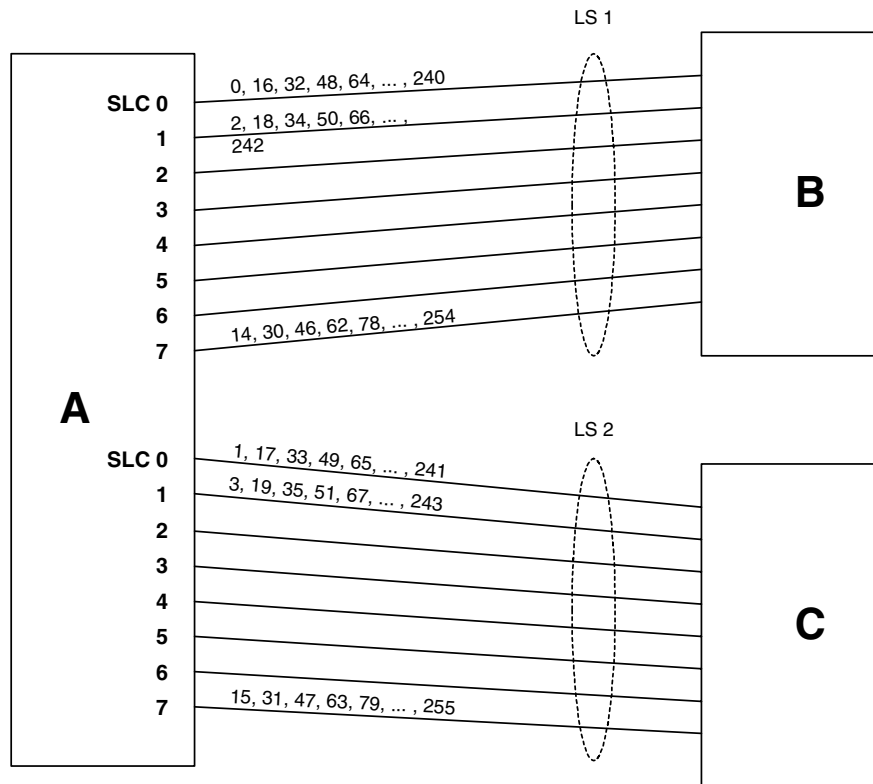 LS 1
0, 16, 32, 48, 64, ... , 240
SLC 0
2, 18, 34, 50, 66, ... ,
242
1
2
3
4
5
6
14, 30, 46, 62, 78, ... , 254
7
B
A
LS 2
SLC 0
1, 17, 33, 49, 65, ... , 241
1
3, 19, 35, 51, 67, ... , 243
2
3
4
5
6
7
15, 31, 47, 63, 79, ... , 255
C